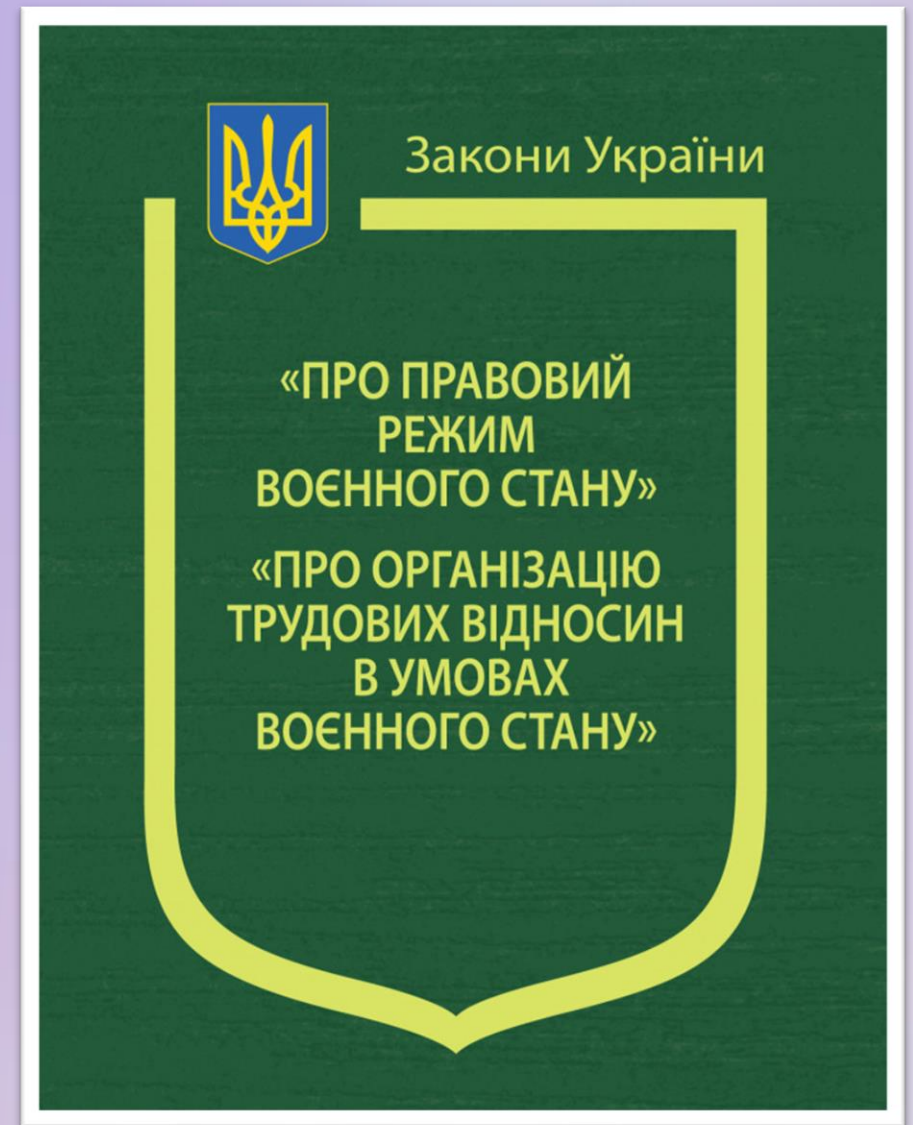 Закони України
«ПРО ПРАВОВИЙ
РЕЖИМ
ВОЄННОГО СТАНУ»
«ПРО ОРГАНІЗАЦІЮ
ТРУДОВИХ ВІДНОСИН
В УМОВАХ
ВОЄННОГО СТАНУ»